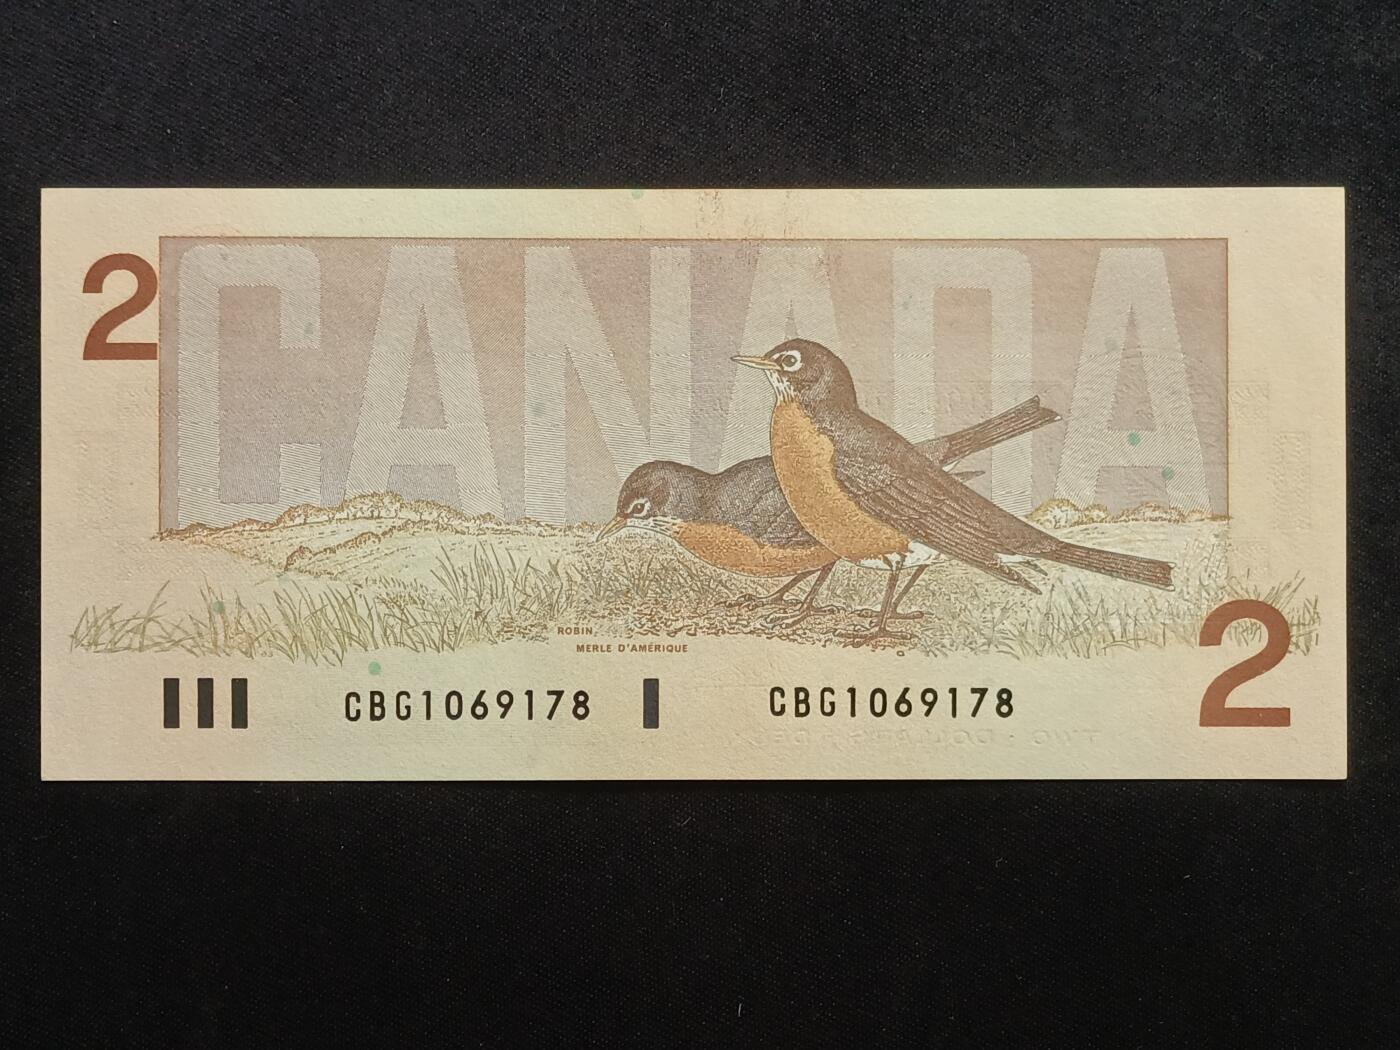 2
CANADA
ROBIN
MERLE D'AMÉRIQUE
2
CBG1069178 CBG1069178